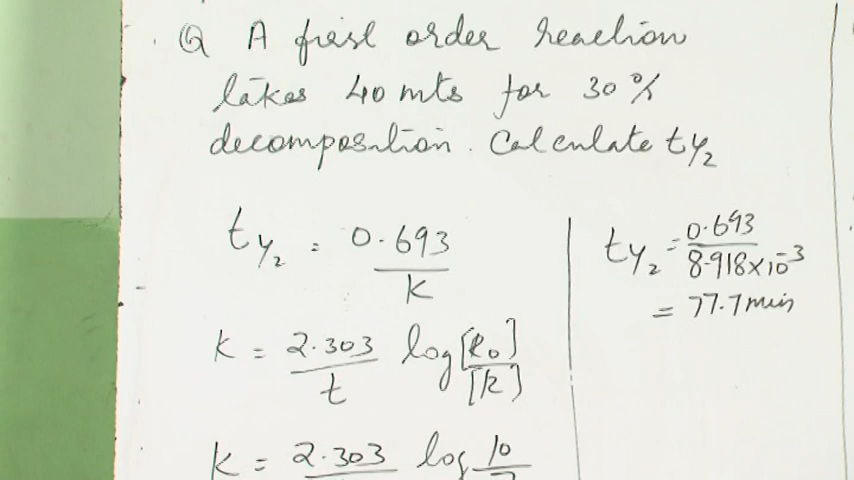 Q A first order reaction
takes 40 mts for 30%
decomposition. Calculate t½
t½ = 0.693 / K
K = 2.303 / t log [R₀] / [R]
K = 2.303 log 10
t½ = 0.693 / 8.918×10⁻³
= 77.7 min